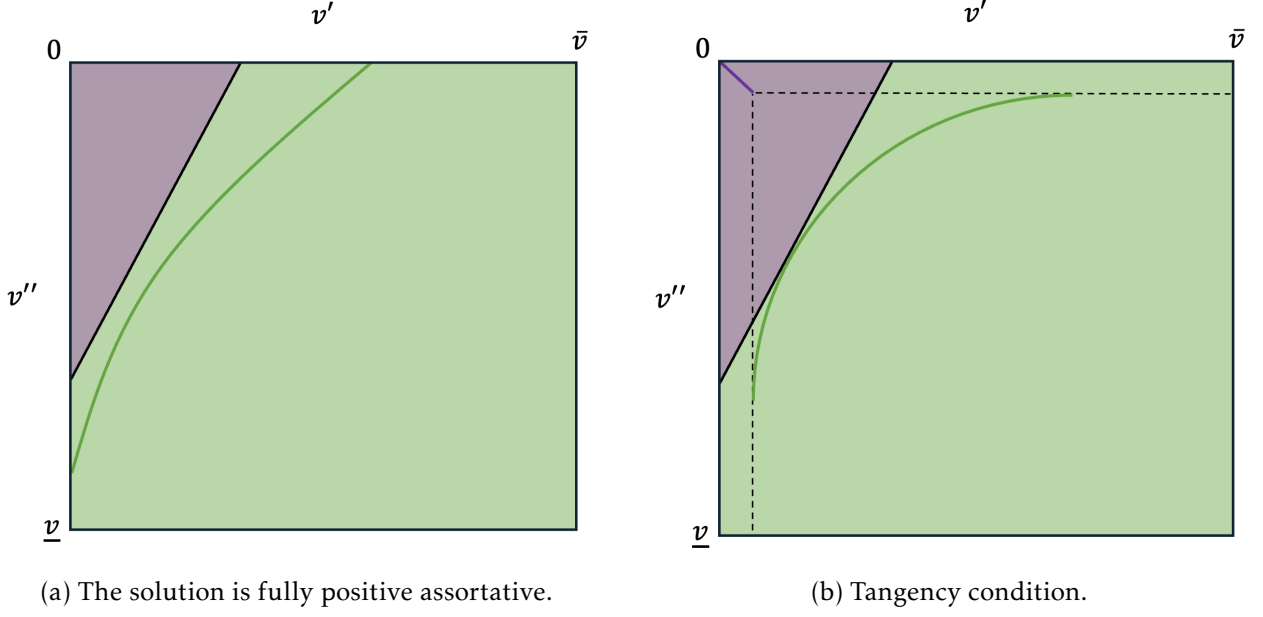 v′
0
v̄
v′′
v̲
(a) The solution is fully positive assortative.
v′
0
v̄
v′′
v̲
(b) Tangency condition.